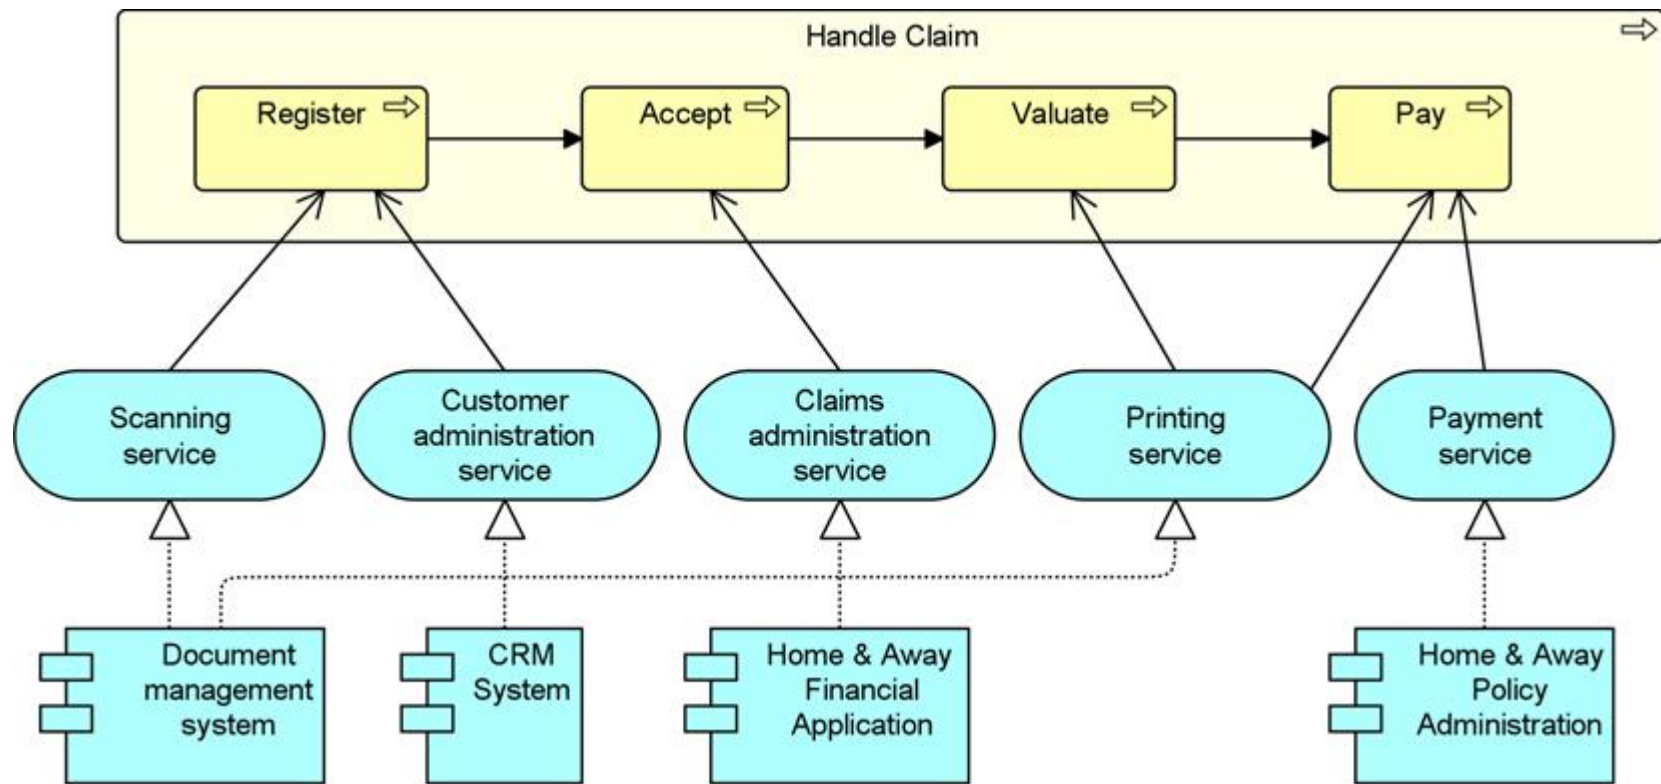 Handle Claim
Register
Accept
Valuate
Pay
Scanning
service
Customer
administration
service
Claims
administration
service
Printing
service
Payment
service
Document
management
system
CRM
System
Home & Away
Financial
Application
Home & Away
Policy
Administration